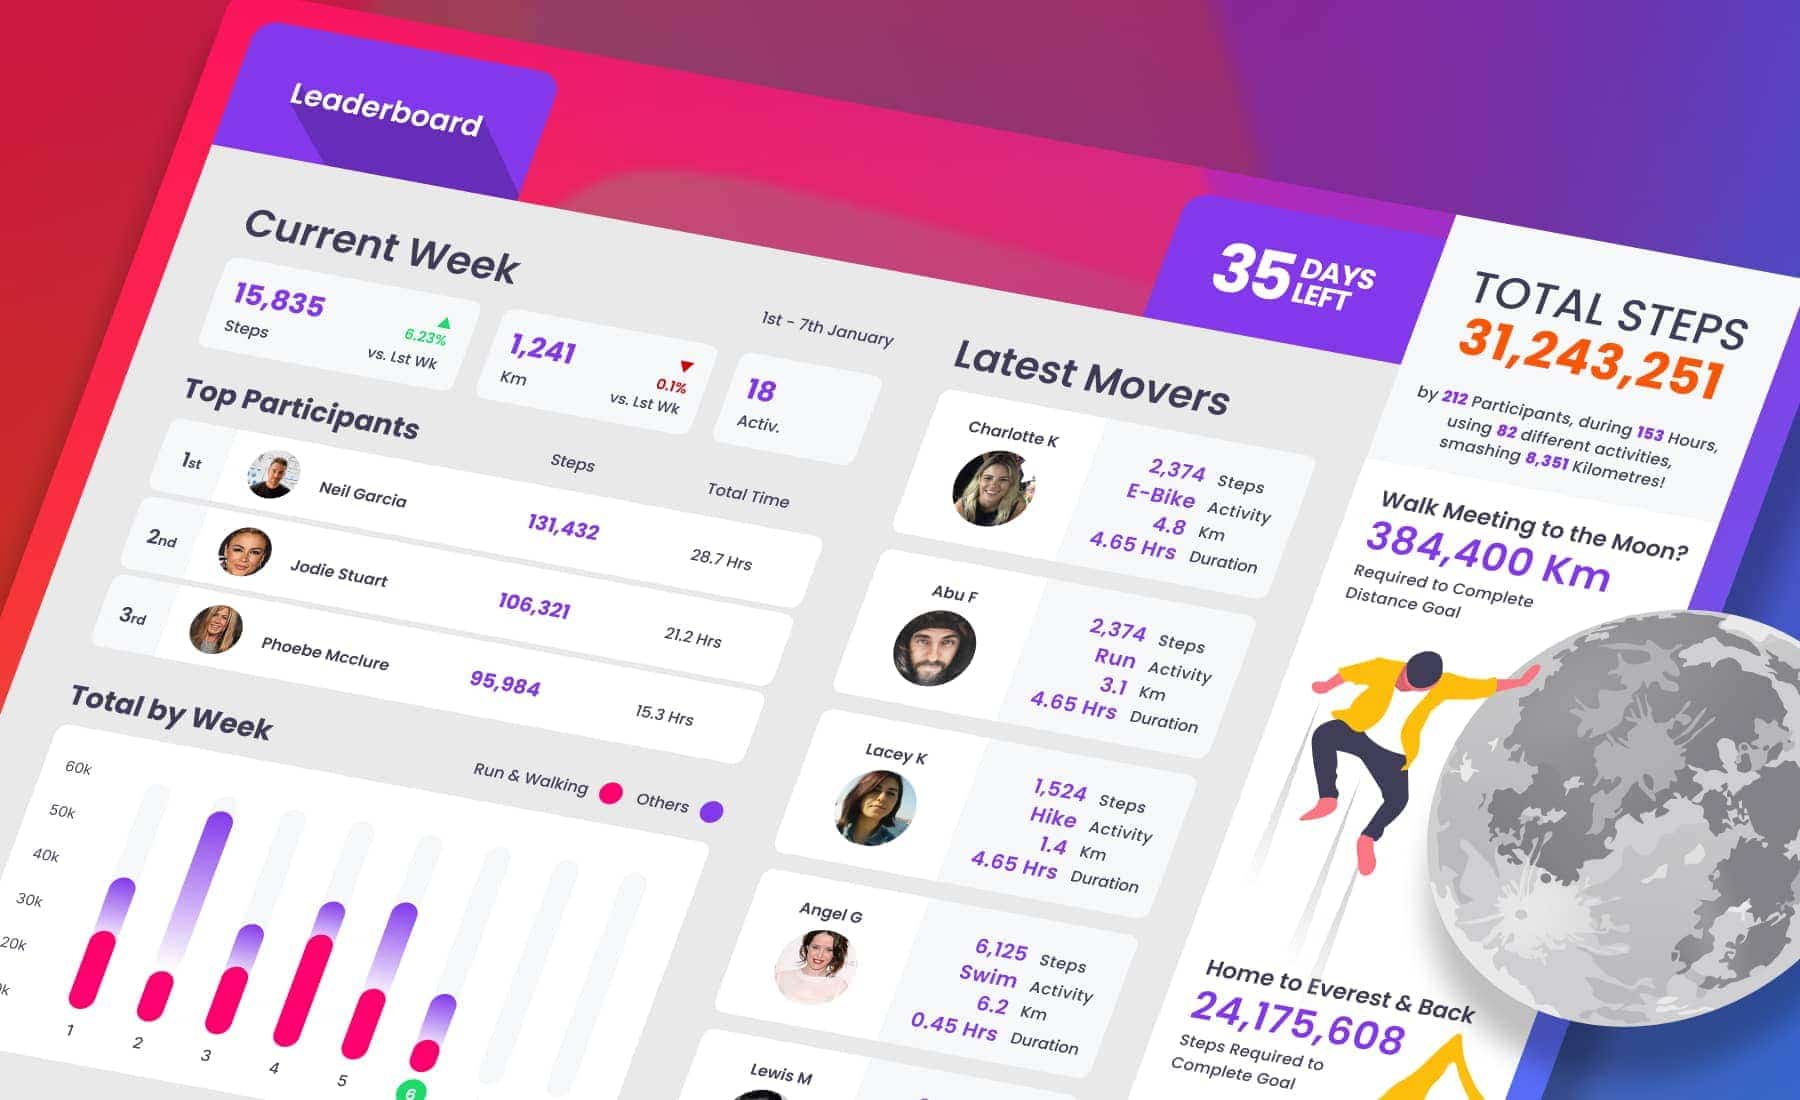 Leaderboard
35 DAYS LEFT
TOTAL STEPS
31,243,251
by 212 Participants, during 153 Hours,
using 82 different activities,
smashing 8,351 Kilometres!
Current Week
1st - 7th January
15,835
Steps
6.23%
vs. Lst Wk
1,241
Km
0.1%
vs. Lst Wk
18
Activ.
Top Participants
Steps
Total Time
1st Neil Garcia 131,432 28.7 Hrs
2nd Jodie Stuart 106,321 21.2 Hrs
3rd Phoebe Mcclure 95,984 15.3 Hrs
Total by Week
Run & Walking
Others
60k
50k
40k
30k
20k
1 2 3 4 5 6
Latest Movers
Charlotte K
2,374 Steps
E-Bike Activity
4.8 Km
4.65 Hrs Duration
Abu F
2,374 Steps
Run Activity
3.1 Km
4.65 Hrs Duration
Lacey K
1,524 Steps
Hike Activity
1.4 Km
4.65 Hrs Duration
Angel G
6,125 Steps
Swim Activity
6.2 Km
0.45 Hrs Duration
Lewis M
Walk Meeting to the Moon?
384,400 Km
Required to Complete
Distance Goal
Home to Everest & Back
24,175,608
Steps Required to
Complete Goal